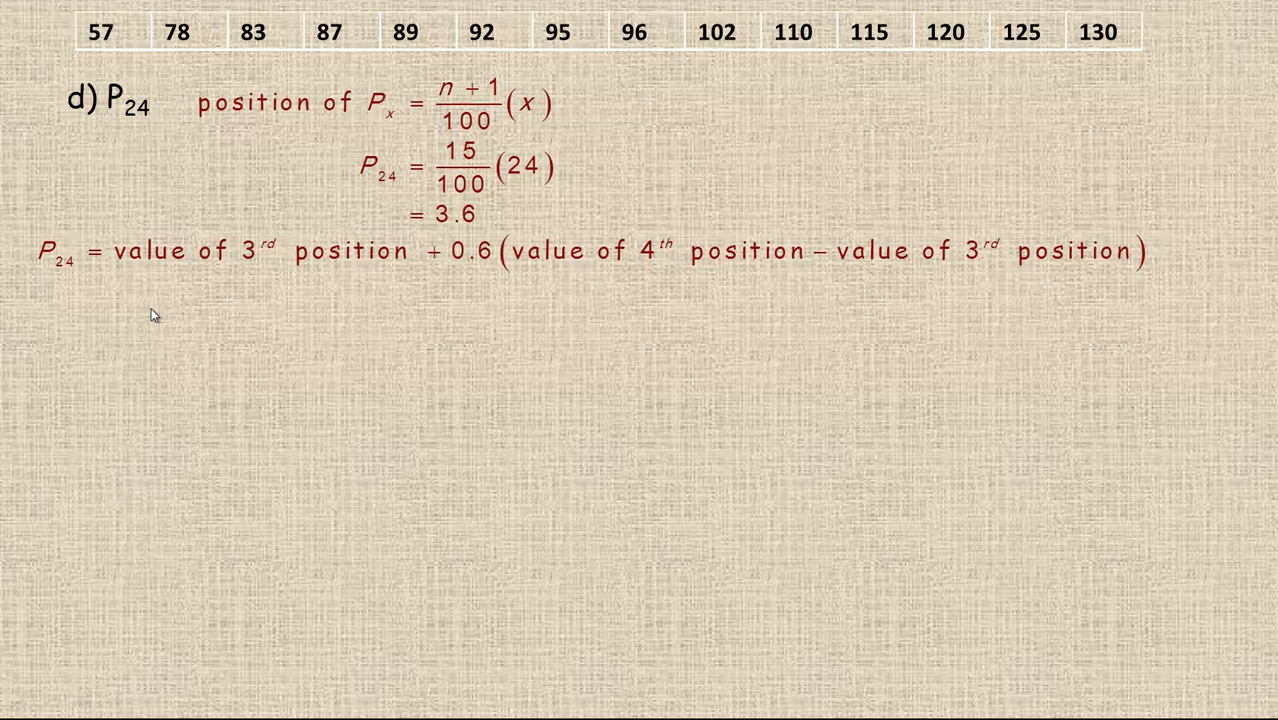 57 78 83 87 89 92 95 96 102 110 115 120 125 130
d) P₂₄ position of Pₓ = (n + 1)/100 (x)
P₂₄ = 15/100 (24)
= 3.6
P₂₄ = value of 3ʳᵈ position + 0.6 (value of 4ᵗʰ position – value of 3ʳᵈ position)